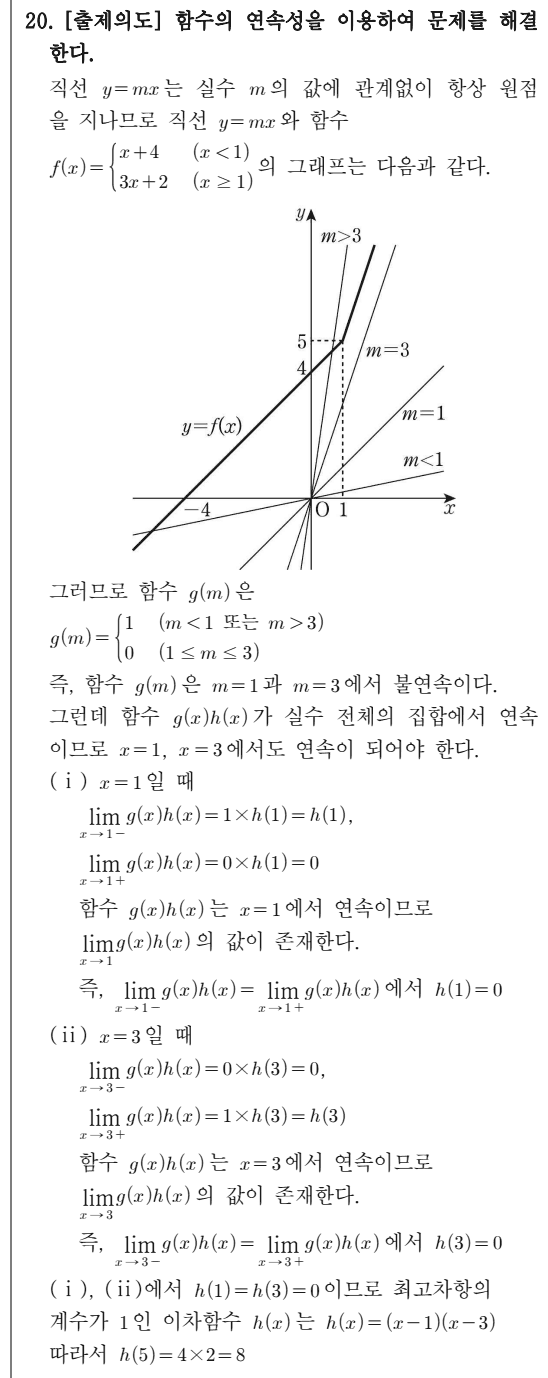 20. [출제의도] 함수의 연속성을 이용하여 문제를 해결
한다.
직선 y=mx는 실수 m의 값에 관계없이 항상 원점
을 지나므로 직선 y=mx와 함수
f(x)={x+4 (x<1)
3x+2 (x≥1) 의 그래프는 다음과 같다.
y
m>3
5
4
m=3
m=1
y=f(x)
m<1
-4
O
1
x
그러므로 함수 g(m)은
g(m)={1 (m<1 또는 m>3)
0 (1≤m≤3)
즉, 함수 g(m)은 m=1과 m=3에서 불연속이다.
그런데 함수 g(x)h(x)가 실수 전체의 집합에서 연속
이므로 x=1, x=3에서도 연속이 되어야 한다.
(ⅰ) x=1일 때
lim x→1- g(x)h(x)=1×h(1)=h(1),
lim x→1+ g(x)h(x)=0×h(1)=0
함수 g(x)h(x)는 x=1에서 연속이므로
lim x→1 g(x)h(x)의 값이 존재한다.
즉, lim x→1- g(x)h(x)= lim x→1+ g(x)h(x)에서 h(1)=0
(ⅱ) x=3일 때
lim x→3- g(x)h(x)=0×h(3)=0,
lim x→3+ g(x)h(x)=1×h(3)=h(3)
함수 g(x)h(x)는 x=3에서 연속이므로
lim x→3 g(x)h(x)의 값이 존재한다.
즉, lim x→3- g(x)h(x)= lim x→3+ g(x)h(x)에서 h(3)=0
(ⅰ), (ⅱ)에서 h(1)=h(3)=0이므로 최고차항의
계수가 1인 이차함수 h(x)는 h(x)=(x-1)(x-3)
따라서 h(5)=4×2=8